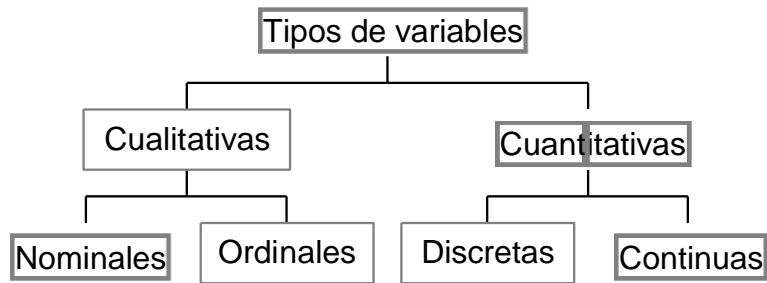 Tipos de variables
Cualitativas
Cuantitativas
Nominales
Ordinales
Discretas
Continuas